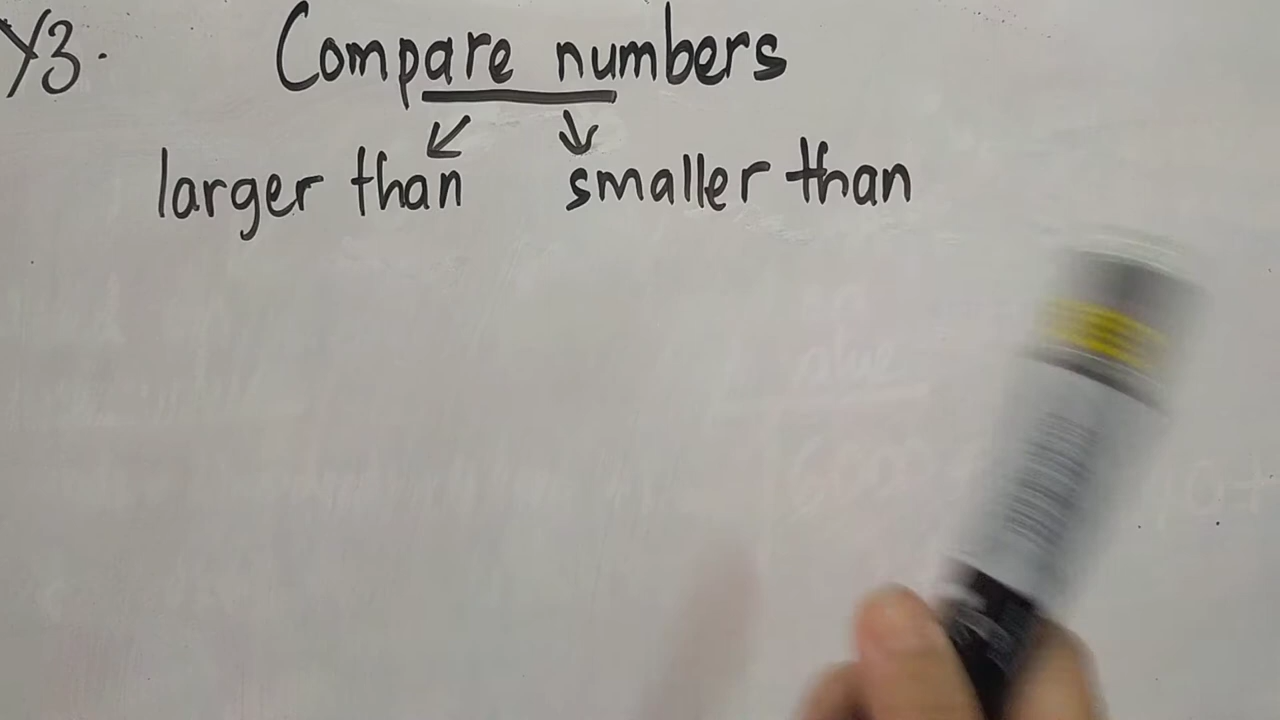 Y3. Compare numbers
↙ ↘
larger than smaller than